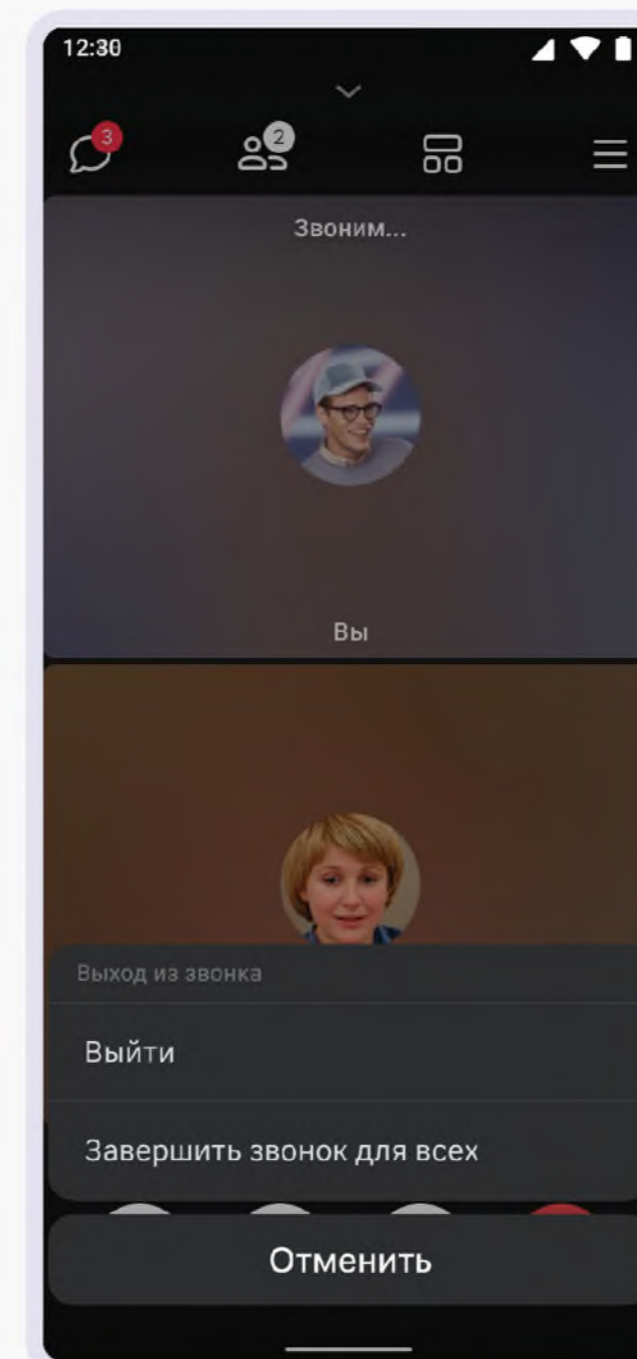 12:30
3
2
Звоним...
Вы
Выход из звонка
Выйти
Завершить звонок для всех
Отменить